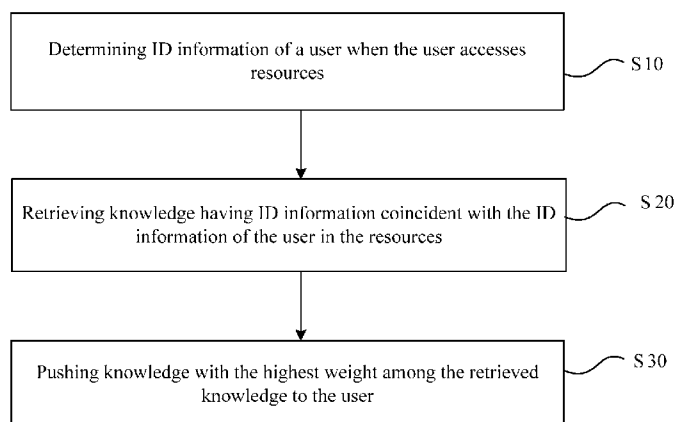 Determining ID information of a user when the user accesses
resources
S10
Retrieving knowledge having ID information coincident with the ID
information of the user in the resources
S20
Pushing knowledge with the highest weight among the retrieved
knowledge to the user
S30